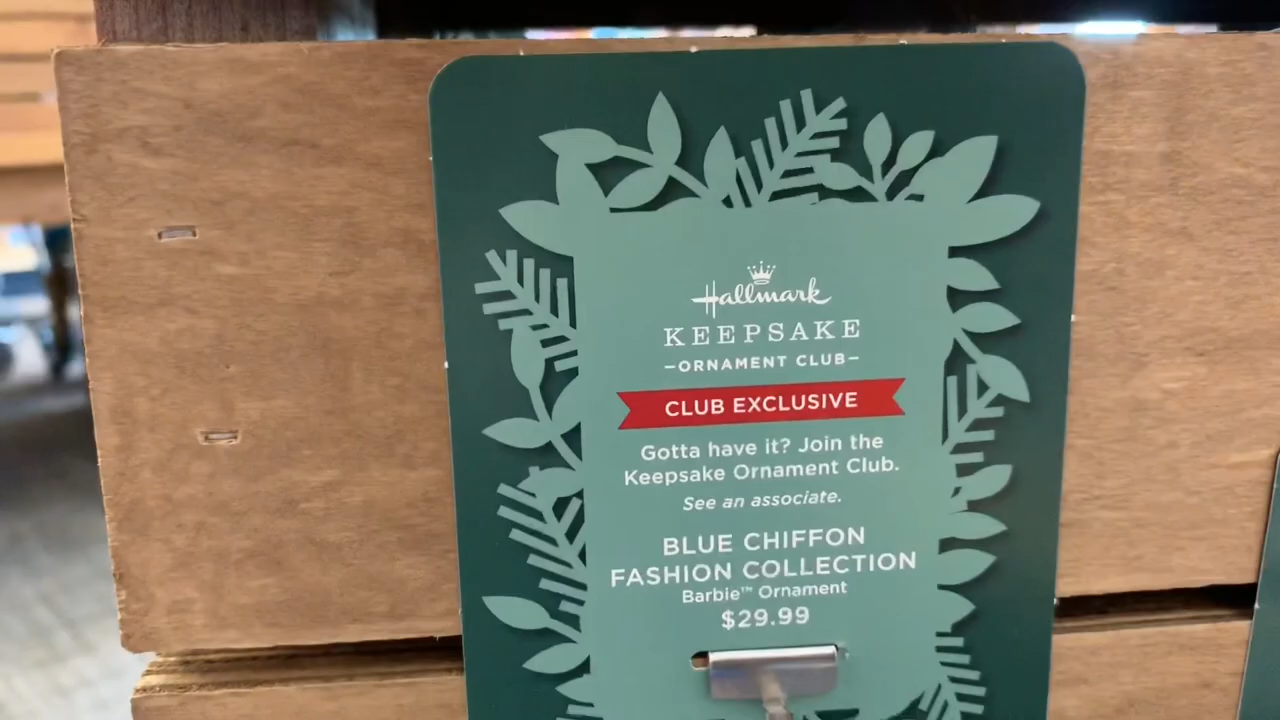 Hallmark
KEEPSAKE
–ORNAMENT CLUB–
CLUB EXCLUSIVE
Gotta have it? Join the
Keepsake Ornament Club.
See an associate.
BLUE CHIFFON
FASHION COLLECTION
Barbie™ Ornament
$29.99